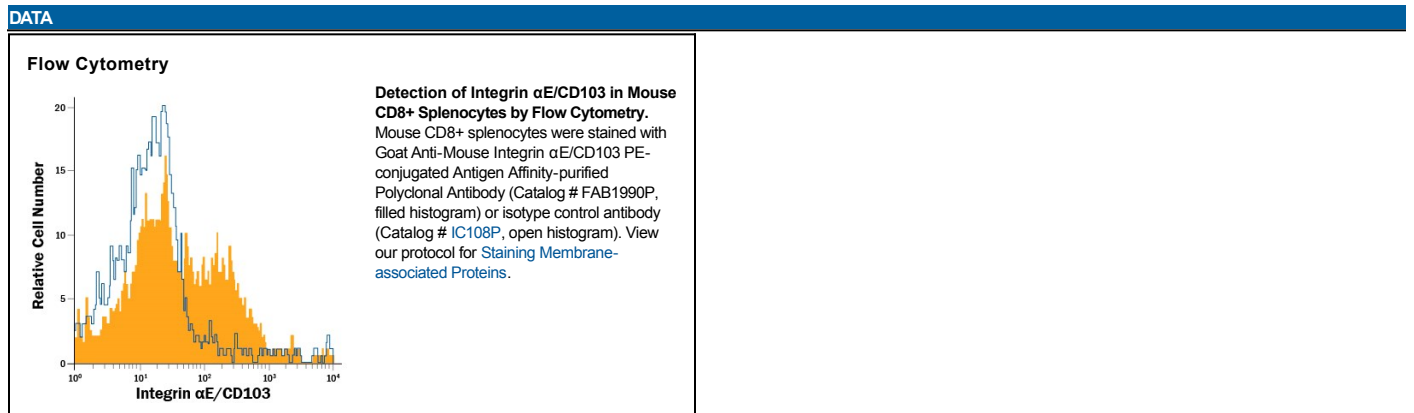 DATA
Flow Cytometry
20
15
10
5
0
Relative Cell Number
10⁰ 10¹ 10² 10³ 10⁴
Integrin αE/CD103
Detection of Integrin αE/CD103 in Mouse
CD8+ Splenocytes by Flow Cytometry.
Mouse CD8+ splenocytes were stained with
Goat Anti-Mouse Integrin αE/CD103 PE-
conjugated Antigen Affinity-purified
Polyclonal Antibody (Catalog # FAB1990P,
filled histogram) or isotype control antibody
(Catalog # IC108P, open histogram). View
our protocol for Staining Membrane-
associated Proteins.